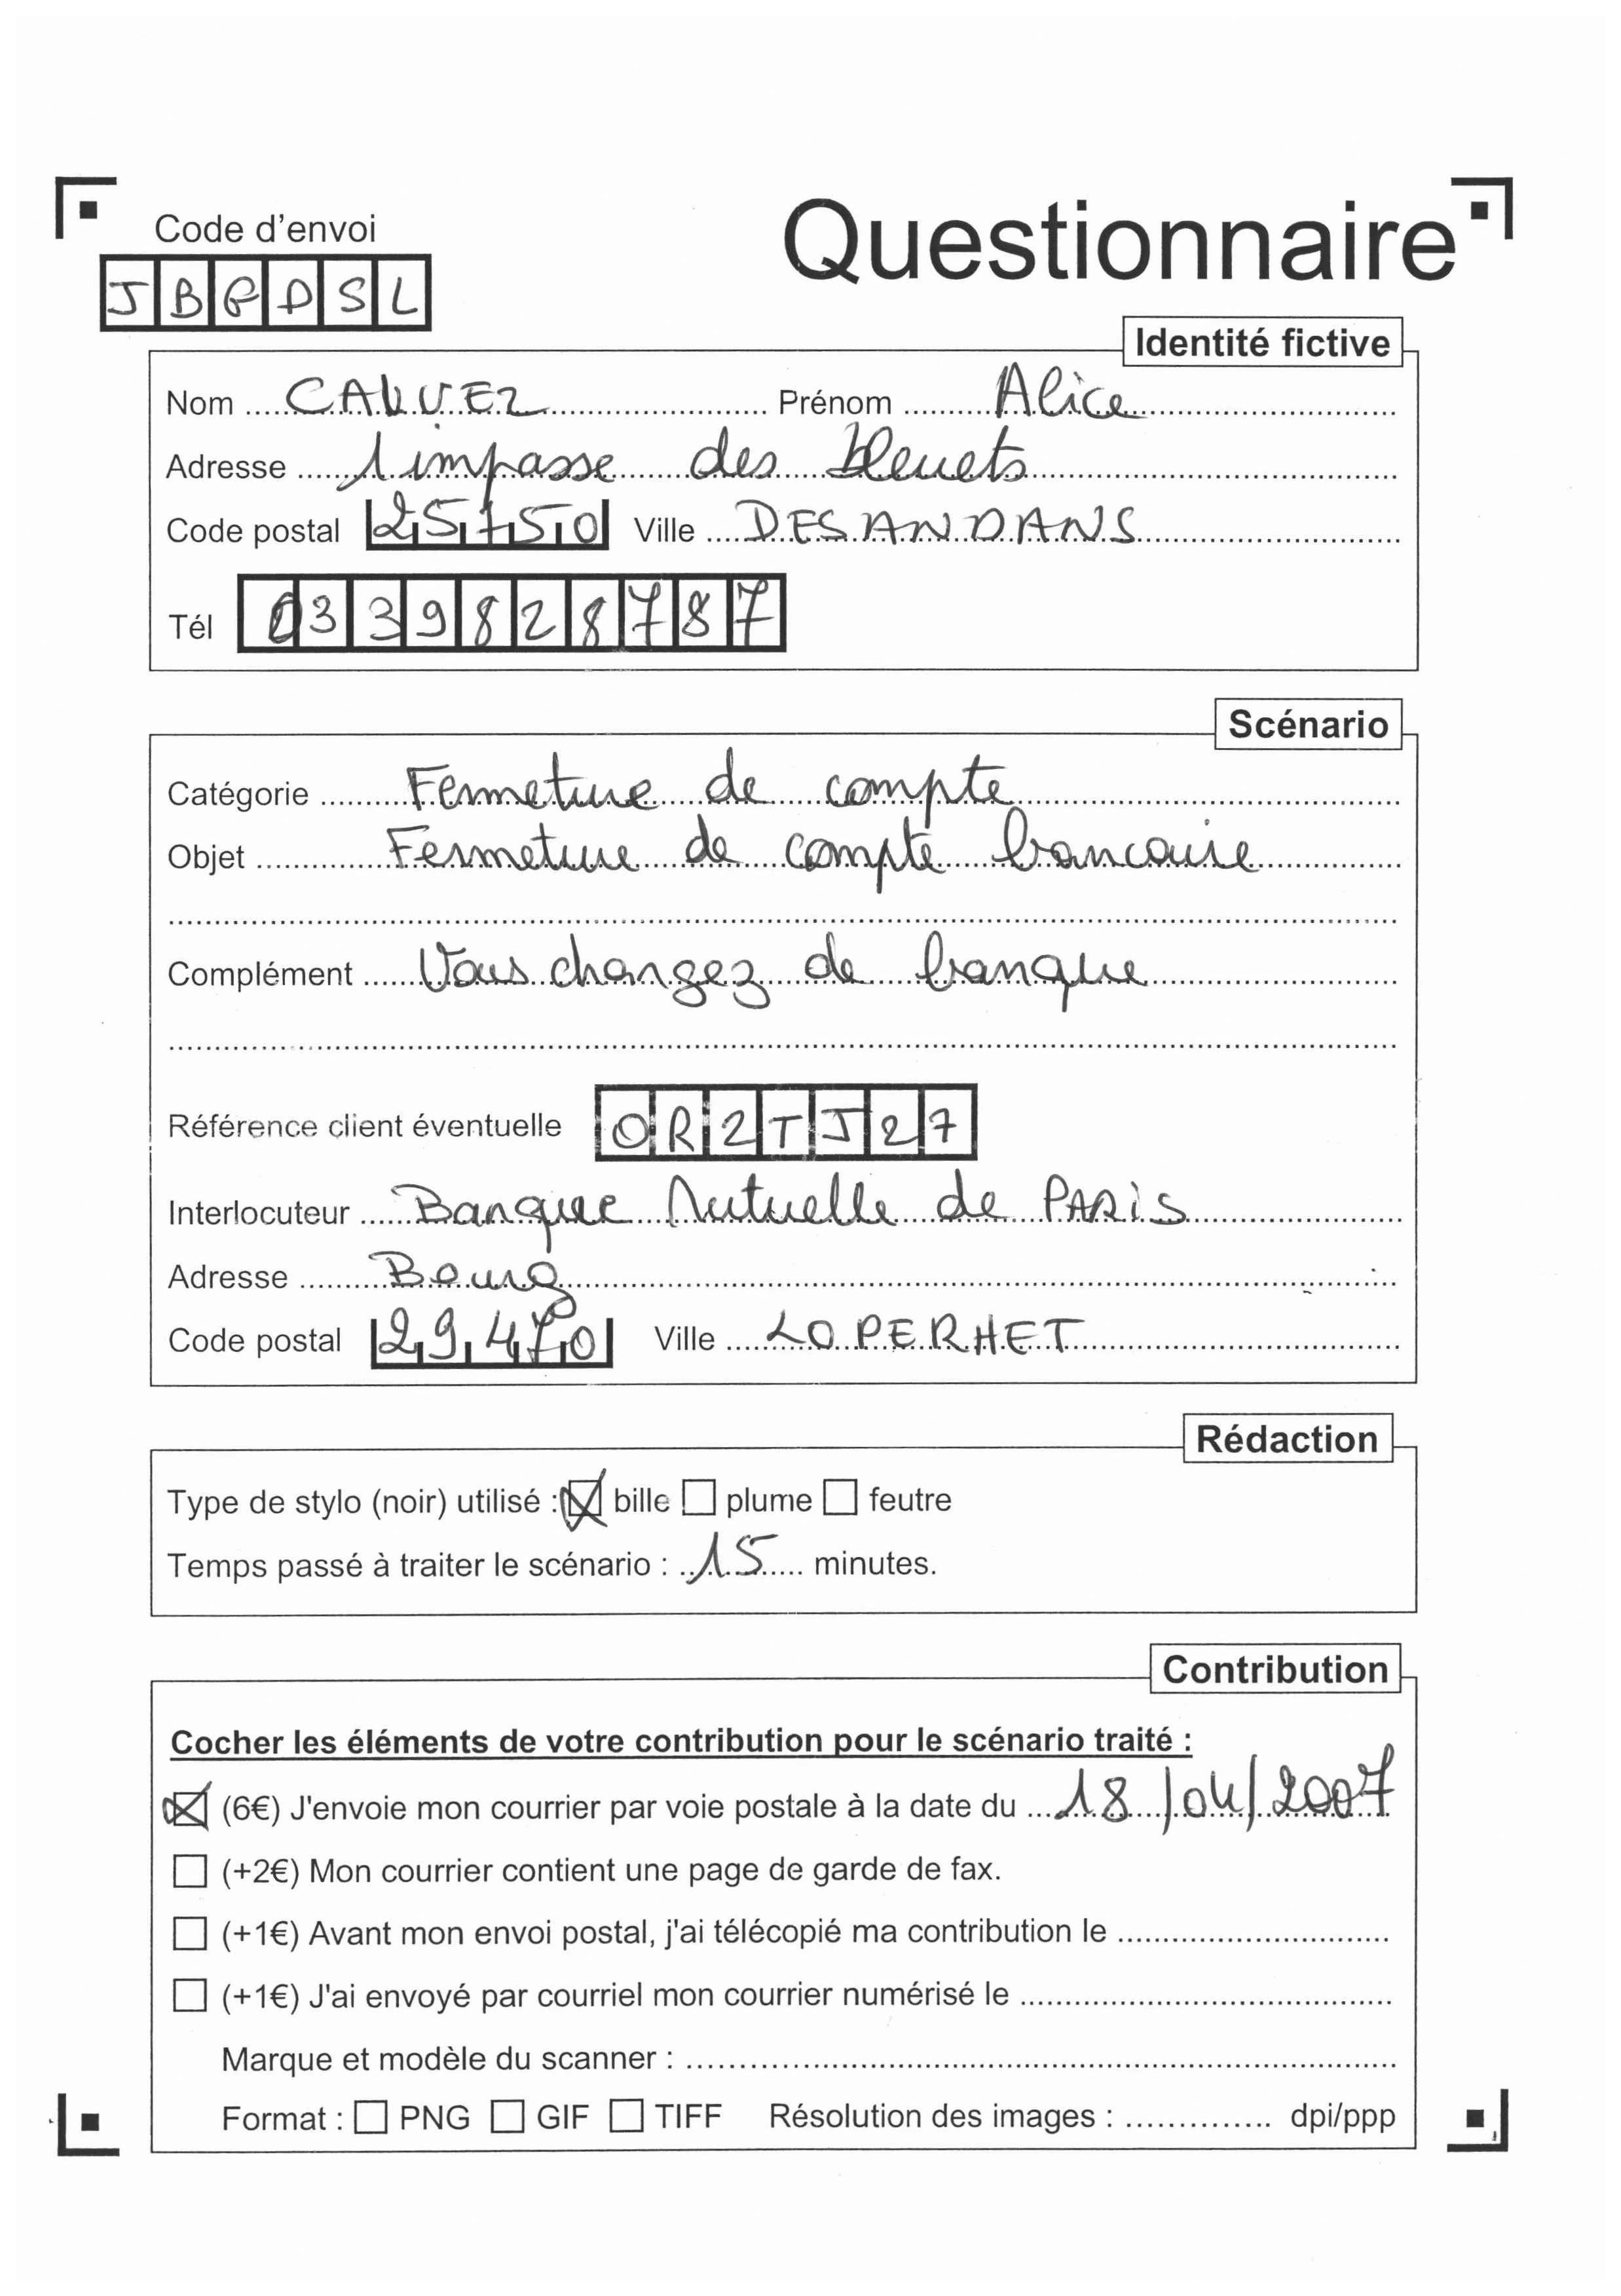 Code d'envoi
Questionnaire
JBGDSL
Identité fictive
Nom CALVEZ Prénom Alice
Adresse 1 impasse des bleuets
Code postal 25750 Ville DESANDANS
Tél 0339828787
Scénario
Catégorie Fermeture de compte
Objet Fermeture de compte bancaire
Complément Vous changez de banque
Référence client éventuelle OR2TJ27
Interlocuteur Banque Mutuelle de PARIS
Adresse Bourg
Code postal 29470 Ville LOPERHET
Rédaction
Type de stylo (noir) utilisé : ☒ bille ☐ plume ☐ feutre
Temps passé à traiter le scénario : 15 minutes.
Contribution
Cocher les éléments de votre contribution pour le scénario traité :
☒ (6€) J'envoie mon courrier par voie postale à la date du 18/04/2007
☐ (+2€) Mon courrier contient une page de garde de fax.
☐ (+1€) Avant mon envoi postal, j'ai télécopié ma contribution le
☐ (+1€) J'ai envoyé par courriel mon courrier numérisé le
Marque et modèle du scanner :
Format : ☐ PNG ☐ GIF ☐ TIFF Résolution des images : dpi/ppp